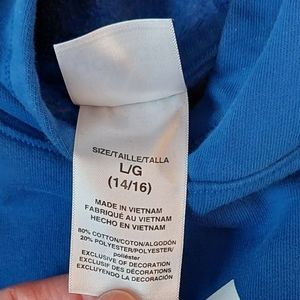 SIZE/TAILLE/TALLA
L/G
(14/16)
MADE IN VIETNAM
FABRIQUÉ AU VIETNAM
HECHO EN VIETNAM
80% COTTON/COTON/ALGODÓN
20% POLYESTER/POLYESTER/
poliéster
EXCLUSIVE OF DECORATION
EXCLUSIF DES DÉCORATIONS
EXCLUYENDO LA DECORACIÓN